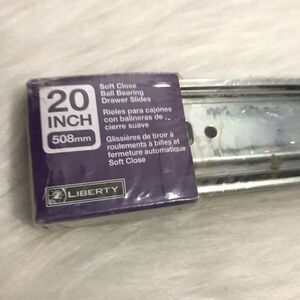 20
INCH
508mm
Soft Close
Ball Bearing
Drawer Slides
Rieles para cajones
con balineras de
cierre suave
Glissières de tiroir à
roulements à billes et
fermeture automatique
Soft Close
LIBERTY